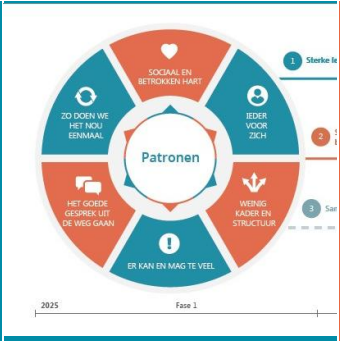 SOCIAAL EN
BETROKKEN HART
IEDER
VOOR
ZICH
WEINIG
KADER EN
STRUCTUUR
ER KAN EN MAG TE VEEL
HET GOEDE
GESPREK UIT
DE WEG GAAN
ZO DOEN WE
HET NOU
EENMAAL
Patronen
1 Sterke le
2
3 Sar
2025 Fase 1